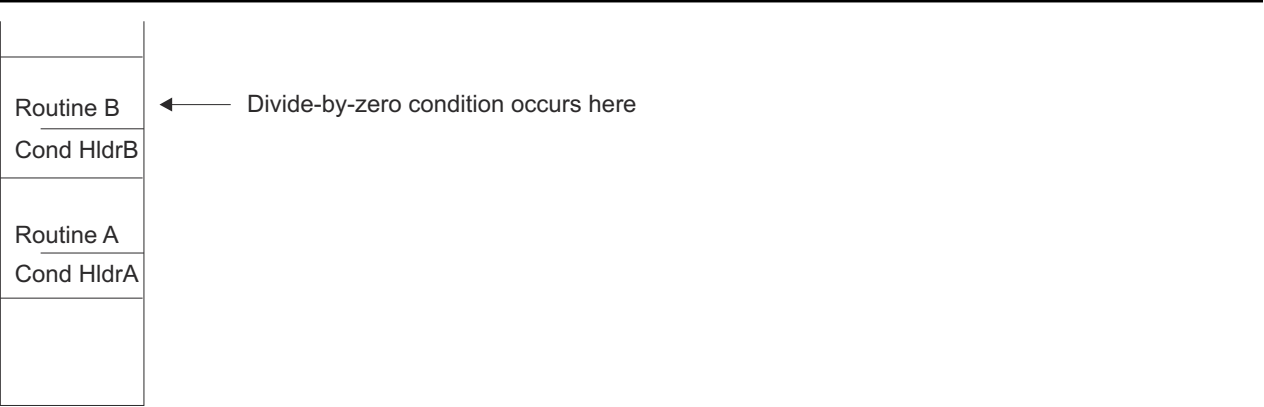 Routine B
Divide-by-zero condition occurs here
Cond HldrB
Routine A
Cond HldrA